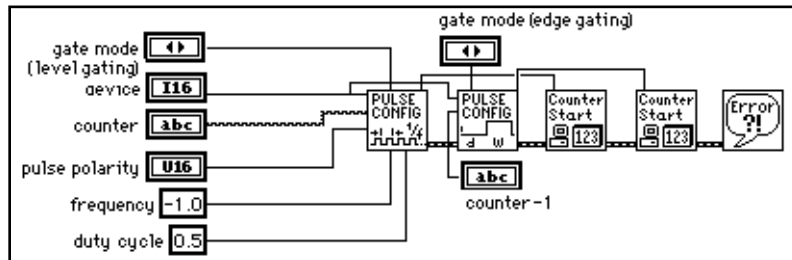 gate mode (edge gating)
gate mode
(level gating)
device
I16
counter
abc
pulse polarity
U16
frequency
-1.0
duty cycle
0.5
PULSE
CONFIG
PULSE
CONFIG
d W
abc
counter-1
Counter
Start
123
Counter
Start
123
Error
?!